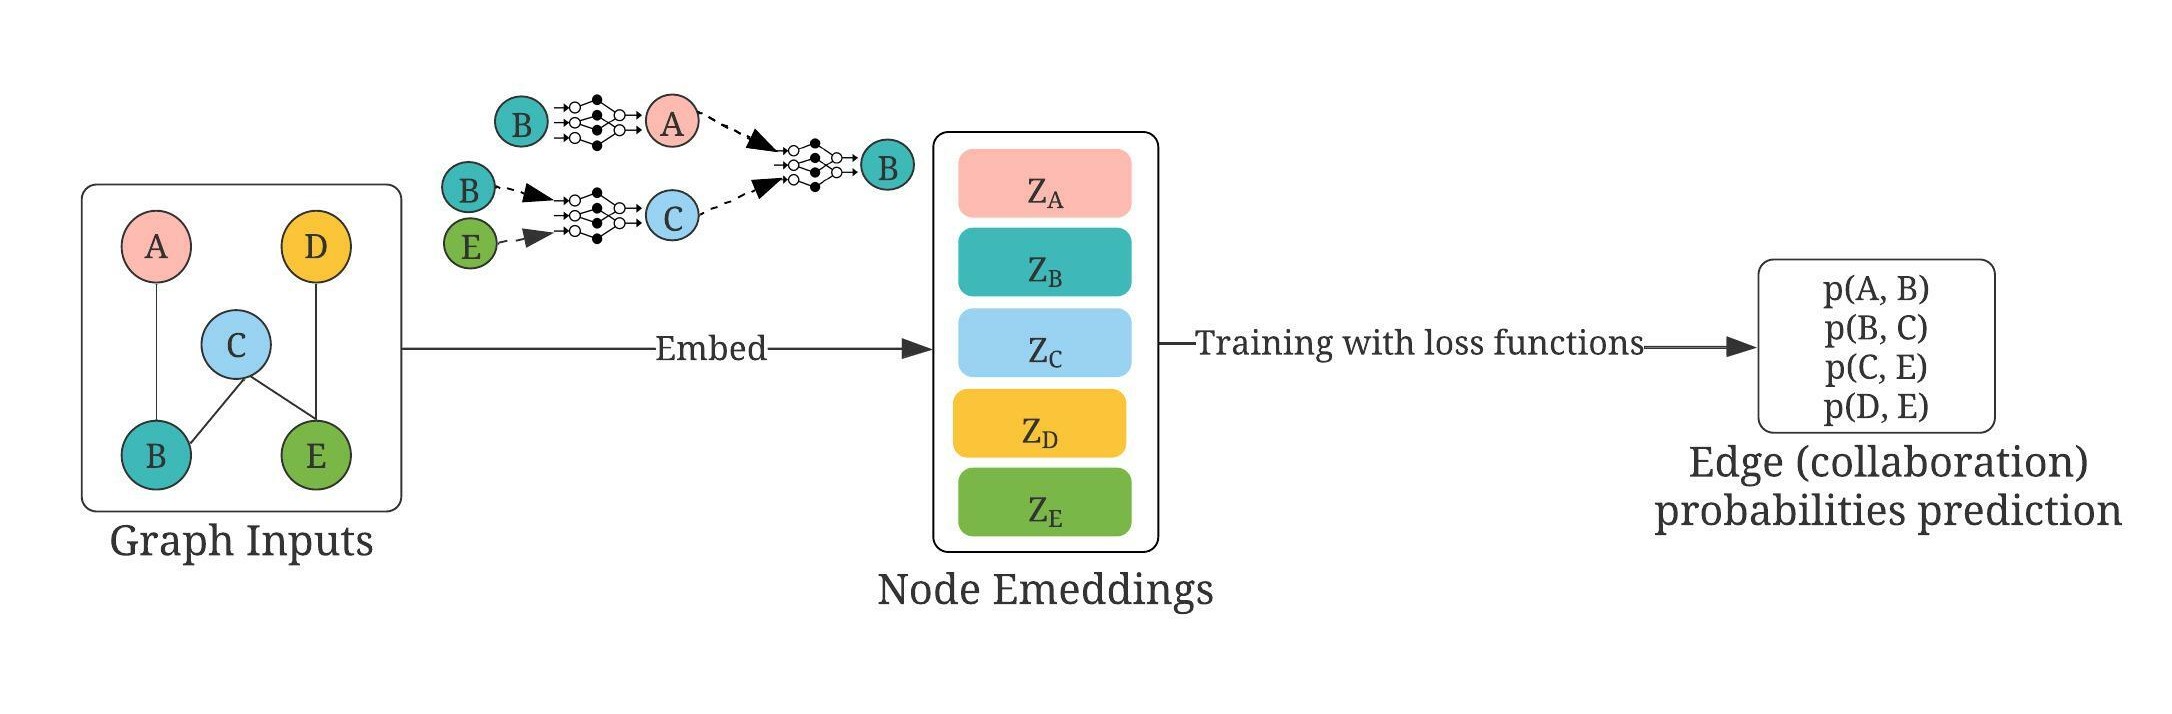 A
D
C
B
E
Graph Inputs
B
A
B
B
E
C
Embed
Z_A
Z_B
Z_C
Z_D
Z_E
Node Emeddings
Training with loss functions
p(A, B)
p(B, C)
p(C, E)
p(D, E)
Edge (collaboration)
probabilities prediction